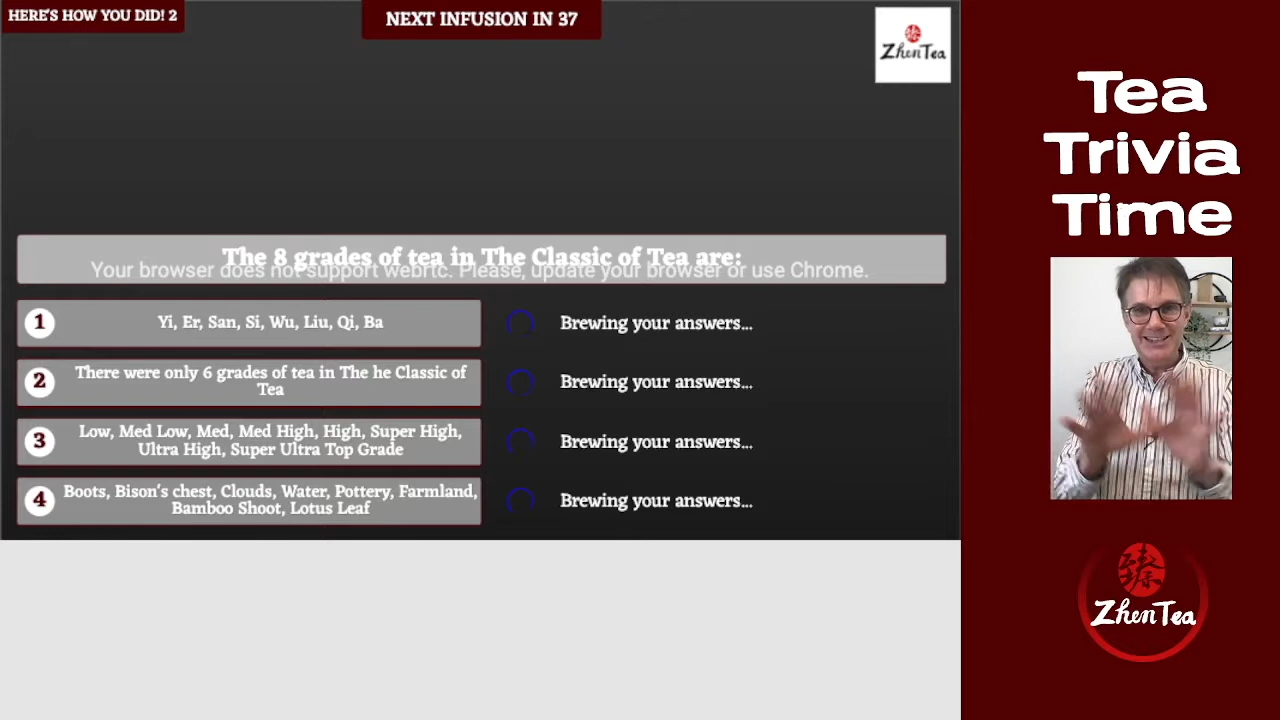 HERE'S HOW YOU DID! 2
NEXT INFUSION IN 37
ZhenTea
The 8 grades of tea in The Classic of Tea are:
Your browser does not support webrtc. Please, update your browser or use Chrome.
1
Yi, Er, San, Si, Wu, Liu, Qi, Ba
Brewing your answers...
2
There were only 6 grades of tea in The he Classic of
Tea
Brewing your answers...
3
Low, Med Low, Med, Med High, High, Super High,
Ultra High, Super Ultra Top Grade
Brewing your answers...
4
Boots, Bison's chest, Clouds, Water, Pottery, Farmland,
Bamboo Shoot, Lotus Leaf
Brewing your answers...
Tea
Trivia
Time
ZhenTea